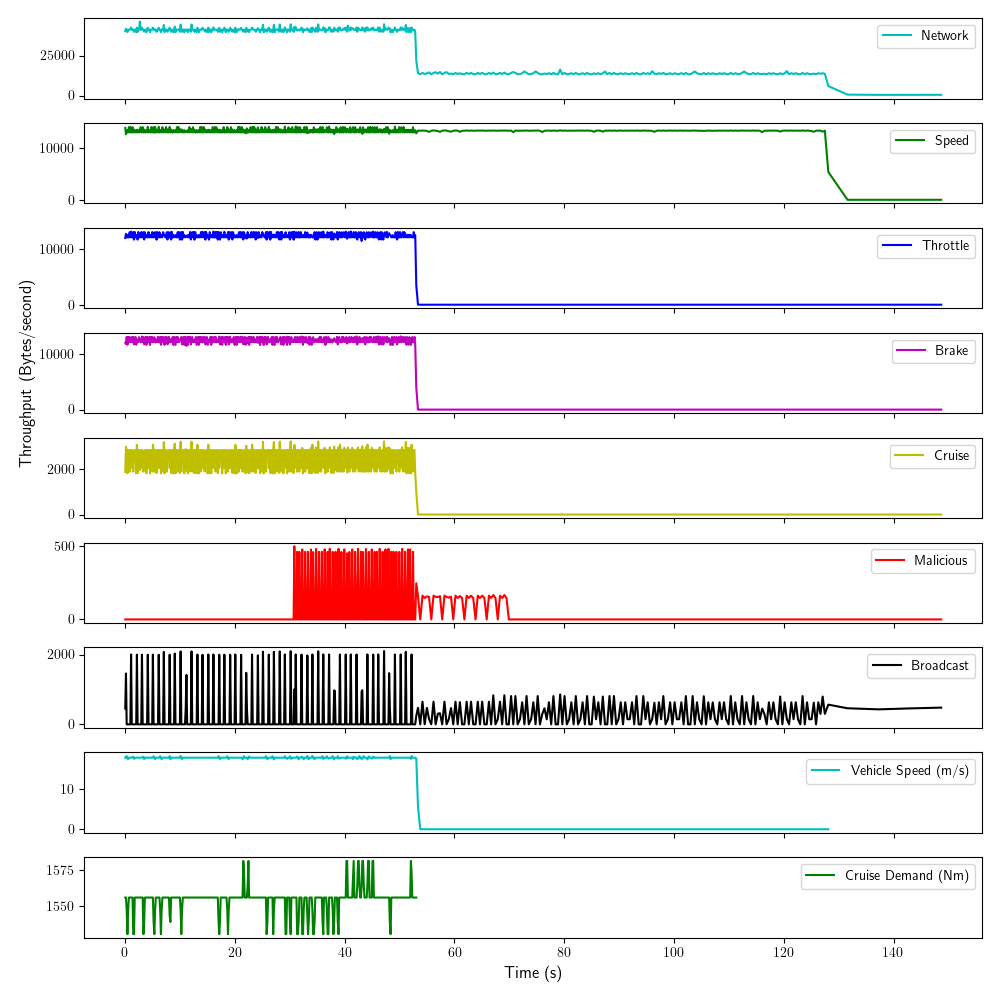 Network
25000
0
Speed
10000
0
Throttle
10000
0
Brake
10000
0
Throughput (Bytes/second)
Cruise
2000
0
Malicious
500
0
Broadcast
2000
0
Vehicle Speed (m/s)
10
0
Cruise Demand (Nm)
1575
1550
0 20 40 60 80 100 120 140
Time (s)